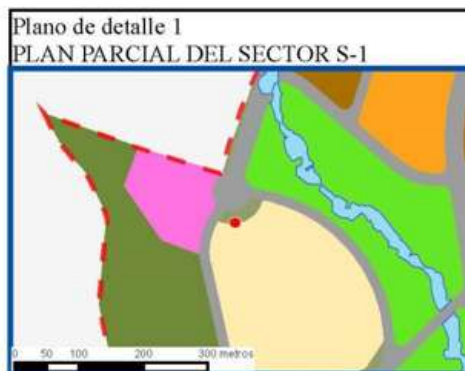 Plano de detalle 1
PLAN PARCIAL DEL SECTOR S-1
0 50 100 200 300 metros